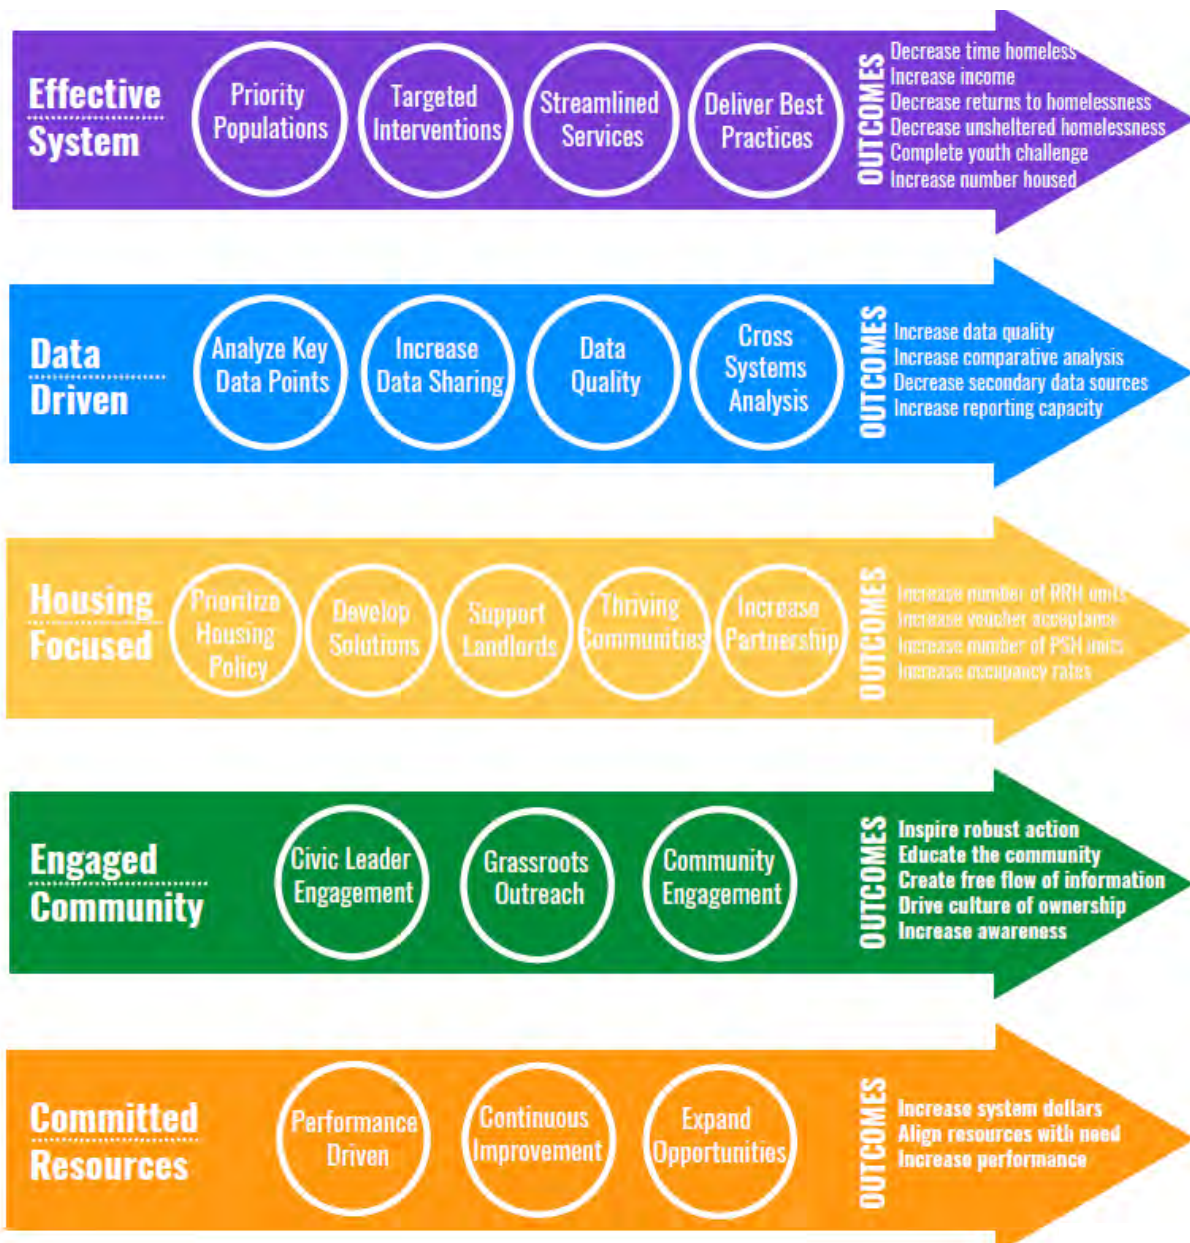 Effective
System
Priority
Populations
Targeted
Interventions
Streamlined
Services
Deliver Best
Practices
OUTCOMES
Decrease time homeless
Increase income
Decrease returns to homelessness
Decrease unsheltered homelessness
Complete youth challenge
Increase number housed
Data
Driven
Analyze Key
Data Points
Increase
Data Sharing
Data
Quality
Cross
Systems
Analysis
OUTCOMES
Increase data quality
Increase comparative analysis
Decrease secondary data sources
Increase reporting capacity
Housing
Focused
Prioritize
Housing
Policy
Develop
Solutions
Support
Landlords
Thriving
Communities
Increase
Partnership
OUTCOMES
Increase number of RRH units
Increase voucher acceptance
Increase number of PSH units
Increase occupancy rates
Engaged
Community
Civic Leader
Engagement
Grassroots
Outreach
Community
Engagement
OUTCOMES
Inspire robust action
Educate the community
Create free flow of information
Drive culture of ownership
Increase awareness
Committed
Resources
Performance
Driven
Continuous
Improvement
Expand
Opportunities
OUTCOMES
Increase system dollars
Align resources with need
Increase performance